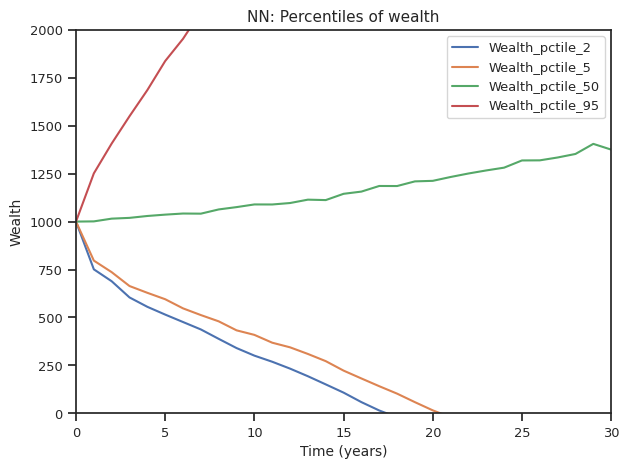 NN: Percentiles of wealth
Wealth_pctile_2
Wealth_pctile_5
Wealth_pctile_50
Wealth_pctile_95
Wealth
2000
1750
1500
1250
1000
750
500
250
0
0 5 10 15 20 25 30
Time (years)